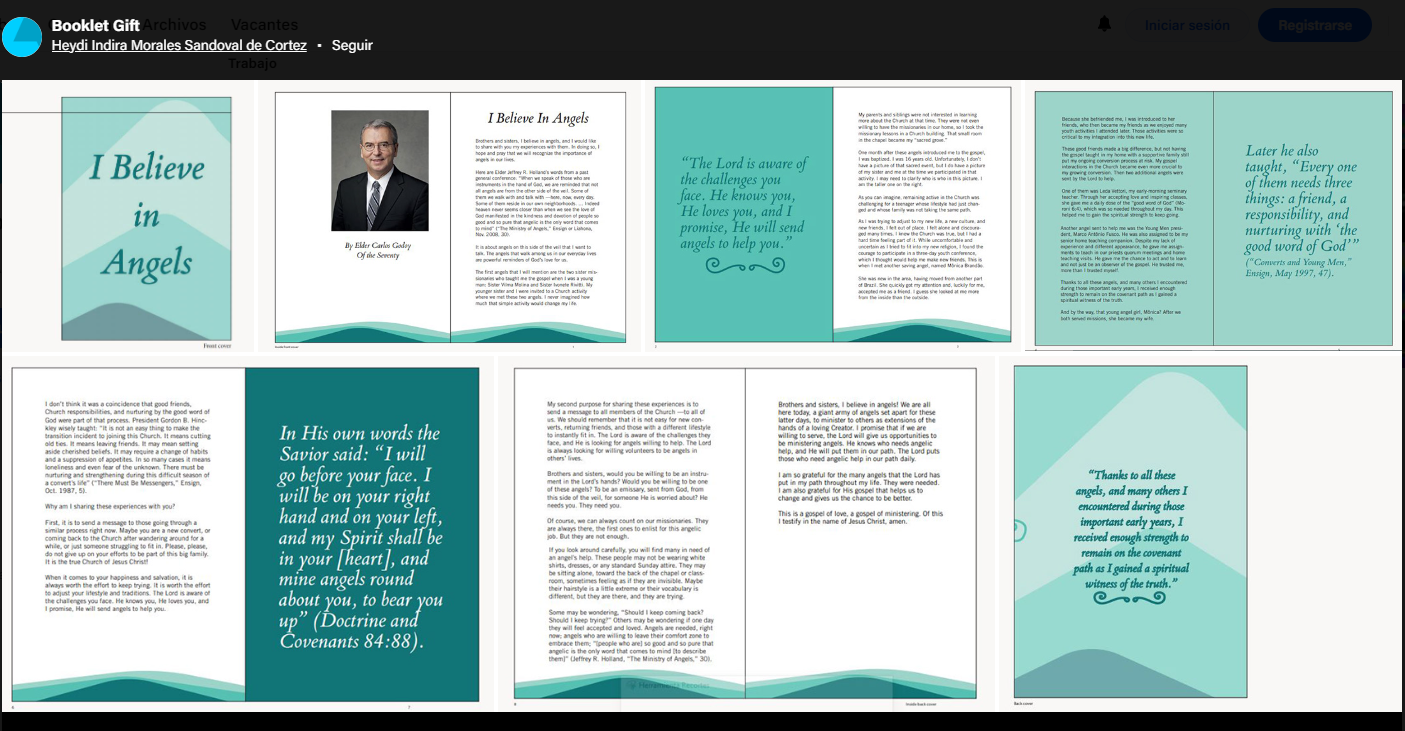 Booklet Gift
Archivos
Vacantes
Heydi Indira Morales Sandoval de Cortez
·
Seguir
Trabajo
Iniciar sesión
Registrarse
I Believe
in
Angels
Front cover
By Elder Carlos Godoy
Of the Seventy
I Believe In Angels
Brothers and sisters, I believe in angels, and I would like
to share with you my experiences with them. In doing so, I
hope and pray that we will recognize the importance of
angels in our lives.
Here are Elder Jeffrey R. Holland's words from a past
general conference: "When we speak of those who are
instruments in the hand of God, we are reminded that not
all angels are from the other side of the veil. Some of
them we walk with and talk with —here, now, every day.
Some of them reside in our own neighborhoods. … Indeed
heaven never seems closer than when we see the love of
God manifested in the kindness and devotion of people so
good and so pure that angelic is the only word that comes
to mind" ("The Ministry of Angels," Ensign or Liahona,
Nov. 2008, 30).
It is about angels on this side of the veil that I want to
talk. The angels that walk among us in our everyday lives
are powerful reminders of God's love for us.
The first angels that I will mention are the two sister mis-
sionaries who taught me the gospel when I was a young
man: Sister Vilma Molina and Sister Ivonete Rivitti. My
younger sister and I were invited to a Church activity
where we met these two angels. I never imagined how
much that simple activity would change my life.
"The Lord is aware of
the challenges you
face. He knows you,
He loves you, and I
promise, He will send
angels to help you."
My parents and siblings were not interested in learning
more about the Church at that time. They were not even
willing to have the missionaries in our home, so I took the
missionary lessons in a Church building. That small room
in the chapel became my "sacred grove."
One month after these angels introduced me to the gospel,
I was baptized. I was 16 years old. Unfortunately, I don't
have a picture of that sacred event, but I do have a picture
of my sister and me at the time we participated in that
activity. I may need to clarify who is who in this picture. I
am the taller one on the right.
As you can imagine, remaining active in the Church was
challenging for a teenager whose lifestyle had just chan-
ged and whose family was not taking the same path.
As I was trying to adjust to my new life, a new culture, and
new friends, I felt out of place. I felt alone and discoura-
ged many times. I knew the Church was true, but I had a
hard time feeling part of it. While uncomfortable and
uncertain as I tried to fit into my new religion, I found the
courage to participate in a three-day youth conference,
which I thought would help me make new friends. This is
when I met another saving angel, named Mônica Brandão.
She was new in the area, having moved from another part
of Brazil. She quickly got my attention and, luckily for me,
accepted me as a friend. I guess she looked at me more
from the inside than the outside.
Because she befriended me, I was introduced to her
friends, who then became my friends as we enjoyed many
youth activities I attended later. Those activities were so
critical to my integration into this new life.
These good friends made a big difference, but not having
the gospel taught in my home with a supportive family still
put my ongoing conversion process at risk. My gospel
interactions in the Church became even more crucial to
my growing conversion. Then two additional angels were
sent by the Lord to help.
One of them was Leda Vettori, my early-morning seminary
teacher. Through her accepting love and inspiring classes,
she gave me a daily dose of the "good word of God" (Mo-
roni 6:4), which was so needed throughout my day. This
helped me to gain the spiritual strength to keep going.
Another angel sent to help me was the Young Men presi-
dent, Marco Antônio Fusco. He was also assigned to be my
senior home teaching companion. Despite my lack of
experience and different appearance, he gave me assign-
ments to teach in our priests quorum meetings and home
teaching visits. He gave me the chance to act and to learn
and not just be an observer of the gospel. He trusted me,
more than I trusted myself.
Thanks to all these angels, and many others I encountered
during those important early years, I received enough
strength to remain on the covenant path as I gained a
spiritual witness of the truth.
And by the way, that young angel girl, Mônica? After we
both served missions, she became my wife.
Later he also
taught, "Every one
of them needs three
things: a friend, a
responsibility, and
nurturing with 'the
good word of God'"
("Converts and Young Men,"
Ensign, May 1997, 47).
I don't think it was a coincidence that good friends,
Church responsibilities, and nurturing by the good word of
God were part of that process. President Gordon B. Hinc-
kley wisely taught: "It is not an easy thing to make the
transition incident to joining this Church. It means cutting
old ties. It means leaving friends. It may mean setting
aside cherished beliefs. It may require a change of habits
and a suppression of appetites. In so many cases it means
loneliness and even fear of the unknown. There must be
nurturing and strengthening during this difficult season of
a convert's life" ("There Must Be Messengers," Ensign,
Oct. 1987, 5).
Why am I sharing these experiences with you?
First, it is to send a message to those going through a
similar process right now. Maybe you are a new convert, or
coming back to the Church after wandering around for a
while, or just someone struggling to fit in. Please, please,
do not give up on your efforts to be part of this big family.
It is the true Church of Jesus Christ!
When it comes to your happiness and salvation, it is
always worth the effort to keep trying. It is worth the effort
to adjust your lifestyle and traditions. The Lord is aware of
the challenges you face. He knows you, He loves you, and
I promise, He will send angels to help you.
In His own words the
Savior said: "I will
go before your face. I
will be on your right
hand and on your left,
and my Spirit shall be
in your [heart], and
mine angels round
about you, to bear you
up" (Doctrine and
Covenants 84:88).
My second purpose for sharing these experiences is to
send a message to all members of the Church —to all of
us. We should remember that it is not easy for new con-
verts, returning friends, and those with a different lifestyle
to instantly fit in. The Lord is aware of the challenges they
face, and He is looking for angels willing to help. The Lord
is always looking for willing volunteers to be angels in
others' lives.
Brothers and sisters, would you be willing to be an instru-
ment in the Lord's hands? Would you be willing to be one
of these angels? To be an emissary, sent from God, from
this side of the veil, for someone He is worried about? He
needs you. They need you.
Of course, we can always count on our missionaries. They
are always there, the first ones to enlist for this angelic
job. But they are not enough.
If you look around carefully, you will find many in need of
an angel's help. These people may not be wearing white
shirts, dresses, or any standard Sunday attire. They may
be sitting alone, toward the back of the chapel or class-
room, sometimes feeling as if they are invisible. Maybe
their hairstyle is a little extreme or their vocabulary is
different, but they are there, and they are trying.
Some may be wondering, "Should I keep coming back?
Should I keep trying?" Others may be wondering if one day
they will feel accepted and loved. Angels are needed, right
now; angels who are willing to leave their comfort zone to
embrace them; "[people who are] so good and so pure that
angelic is the only word that comes to mind [to describe
them]" (Jeffrey R. Holland, "The Ministry of Angels," 30).
Brothers and sisters, I believe in angels! We are all
here today, a giant army of angels set apart for these
latter days, to minister to others as extensions of the
hands of a loving Creator. I promise that if we are
willing to serve, the Lord will give us opportunities to
be ministering angels. He knows who needs angelic
help, and He will put them in our path. The Lord puts
those who need angelic help in our path daily.
I am so grateful for the many angels that the Lord has
put in my path throughout my life. They were needed.
I am also grateful for His gospel that helps us to
change and gives us the chance to be better.
This is a gospel of love, a gospel of ministering. Of this
I testify in the name of Jesus Christ, amen.
Inside back cover
"Thanks to all these
angels, and many others I
encountered during those
important early years, I
received enough strength to
remain on the covenant
path as I gained a spiritual
witness of the truth."
Back cover